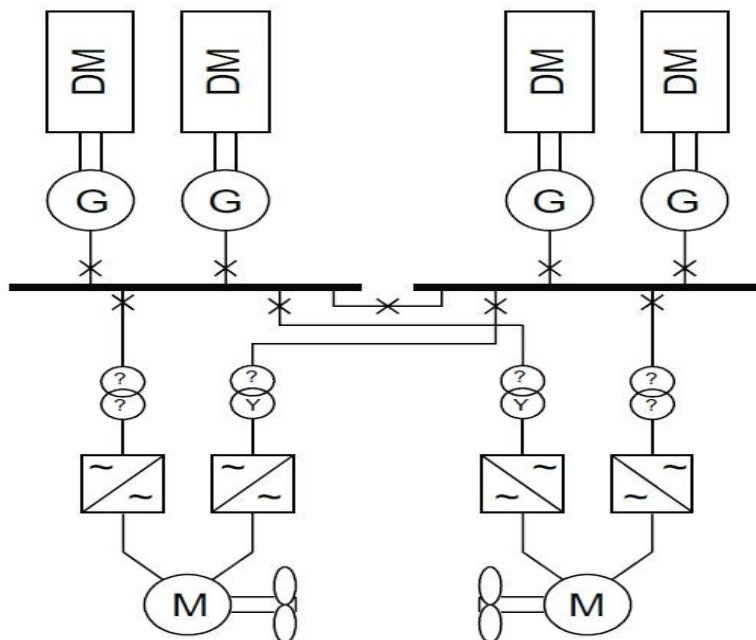 DM DM DM DM
G G G G
? ? ? ?
? Y Y ?
~ ~ ~ ~
~ ~ ~ ~
M M